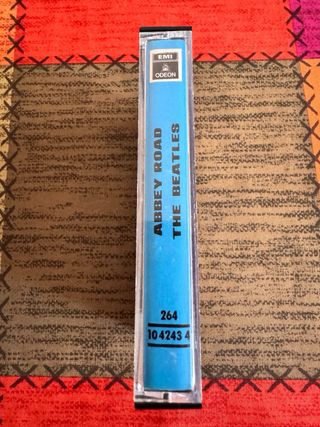 EMI
ODEON
ABBEY ROAD
THE BEATLES
264
10 4243 4